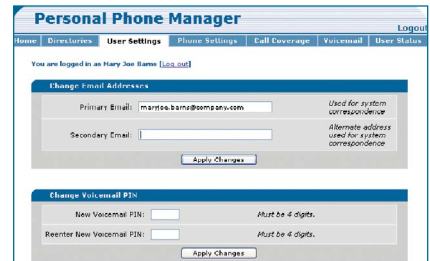 Personal Phone Manager
Logout
Home Directories User Settings Phone Settings Call Coverage Voicemail User Status
You are logged in as Mary Joe Barns [Log out]
Change Email Addresses
Primary Email: maryjoe.barns@company.com Used for system
correspondence
Secondary Email: Alternate address
used for system
correspondence
Apply Changes
Change Voicemail PIN
New Voicemail PIN: Must be 4 digits.
Reenter New Voicemail PIN: Must be 4 digits.
Apply Changes